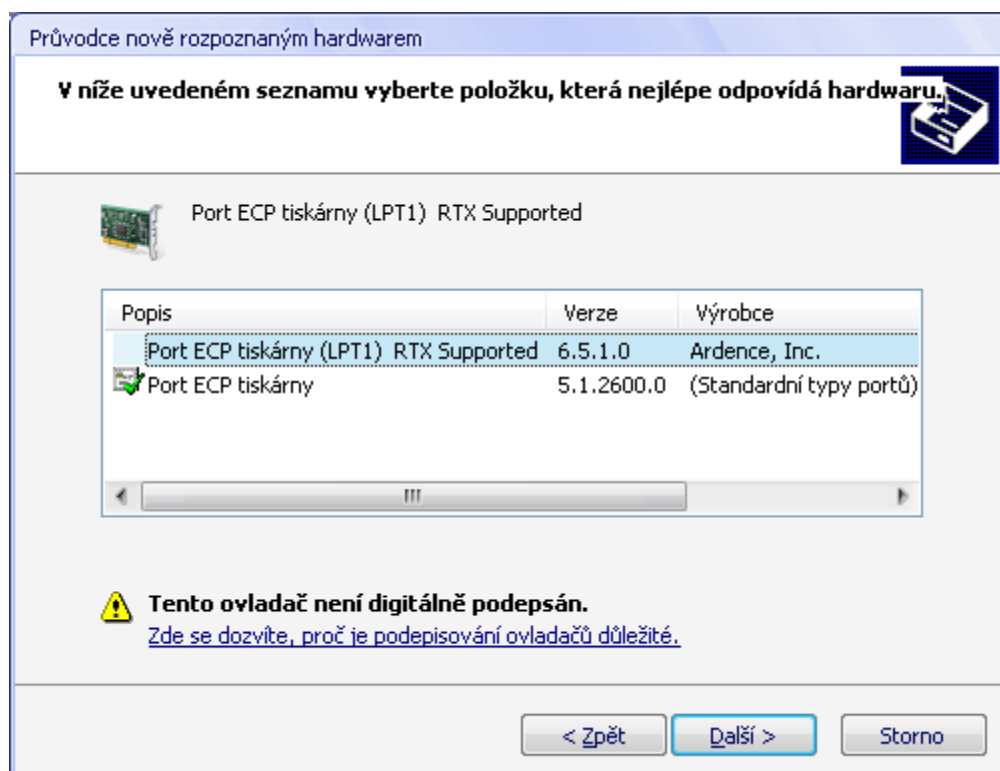 Průvodce nově rozpoznaným hardwarem
V níže uvedeném seznamu vyberte položku, která nejlépe odpovídá hardwaru.
Port ECP tiskárny (LPT1)  RTX Supported
Popis Verze Výrobce
Port ECP tiskárny (LPT1)  RTX Supported 6.5.1.0 Ardence, Inc.
Port ECP tiskárny 5.1.2600.0 (Standardní typy portů)
Tento ovladač není digitálně podepsán.
Zde se dozvíte, proč je podepisování ovladačů důležité.
< Zpět Další > Storno